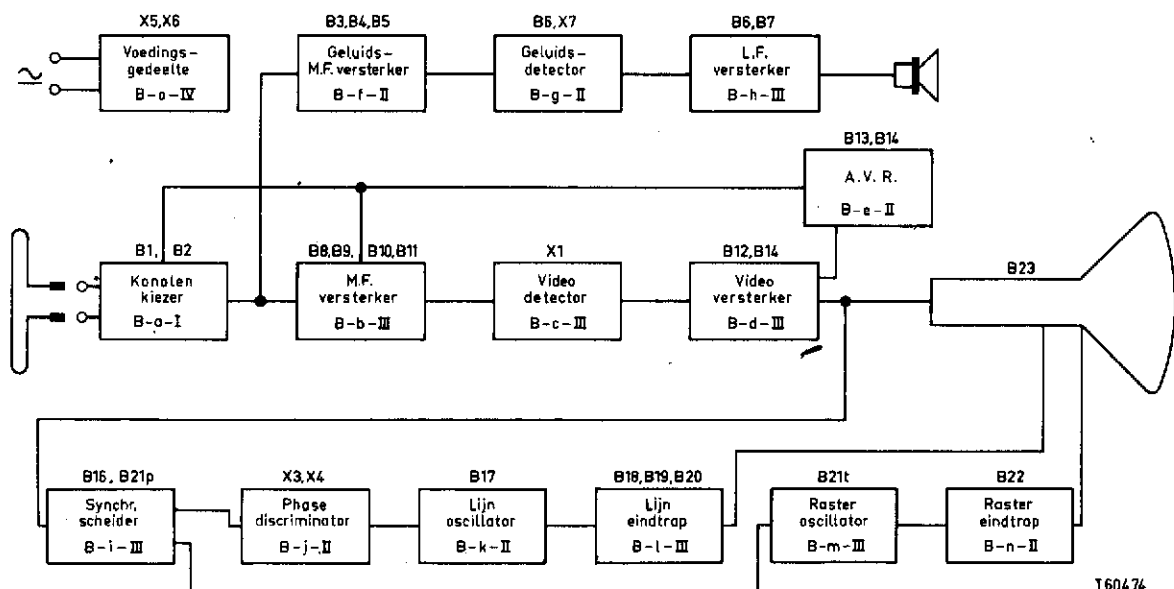 X5,X6
Voedings-
gedeelte
B-a-IV
B3,B4,B5
Geluids-
M.F. versterker
B-f-II
B6,X7
Geluids-
detector
B-g-II
B6,B7
L.F.
versterker
B-h-III
B13,B14
A.V.R.
B-e-II
B1, B2
Kanalen
kiezer
B-a-I
B8,B9, B10,B11
M.F.
versterker
B-b-III
X1
Video
detector
B-c-III
B12,B14
Video
versterker
B-d-III
B23
B16, B21p
Synchr.
scheider
B-i-III
X3,X4
Phase
discriminator
B-j-II
B17
Lijn
oscillator
B-k-II
B18,B19,B20
Lijn
eindtrap
B-l-III
B21t
Raster
oscillator
B-m-III
B22
Raster
eindtrap
B-n-II
T60474